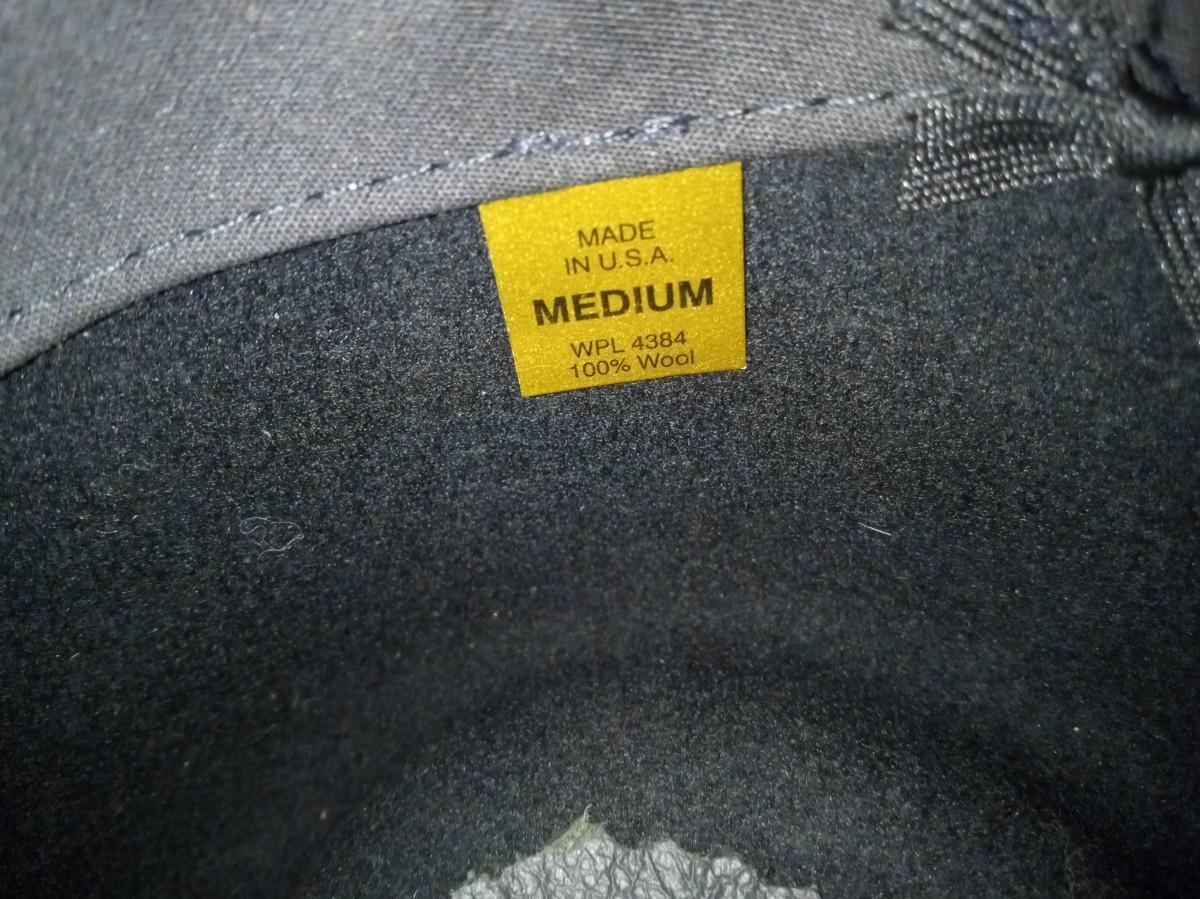 MADE
IN U.S.A.
MEDIUM
WPL 4384
100% Wool